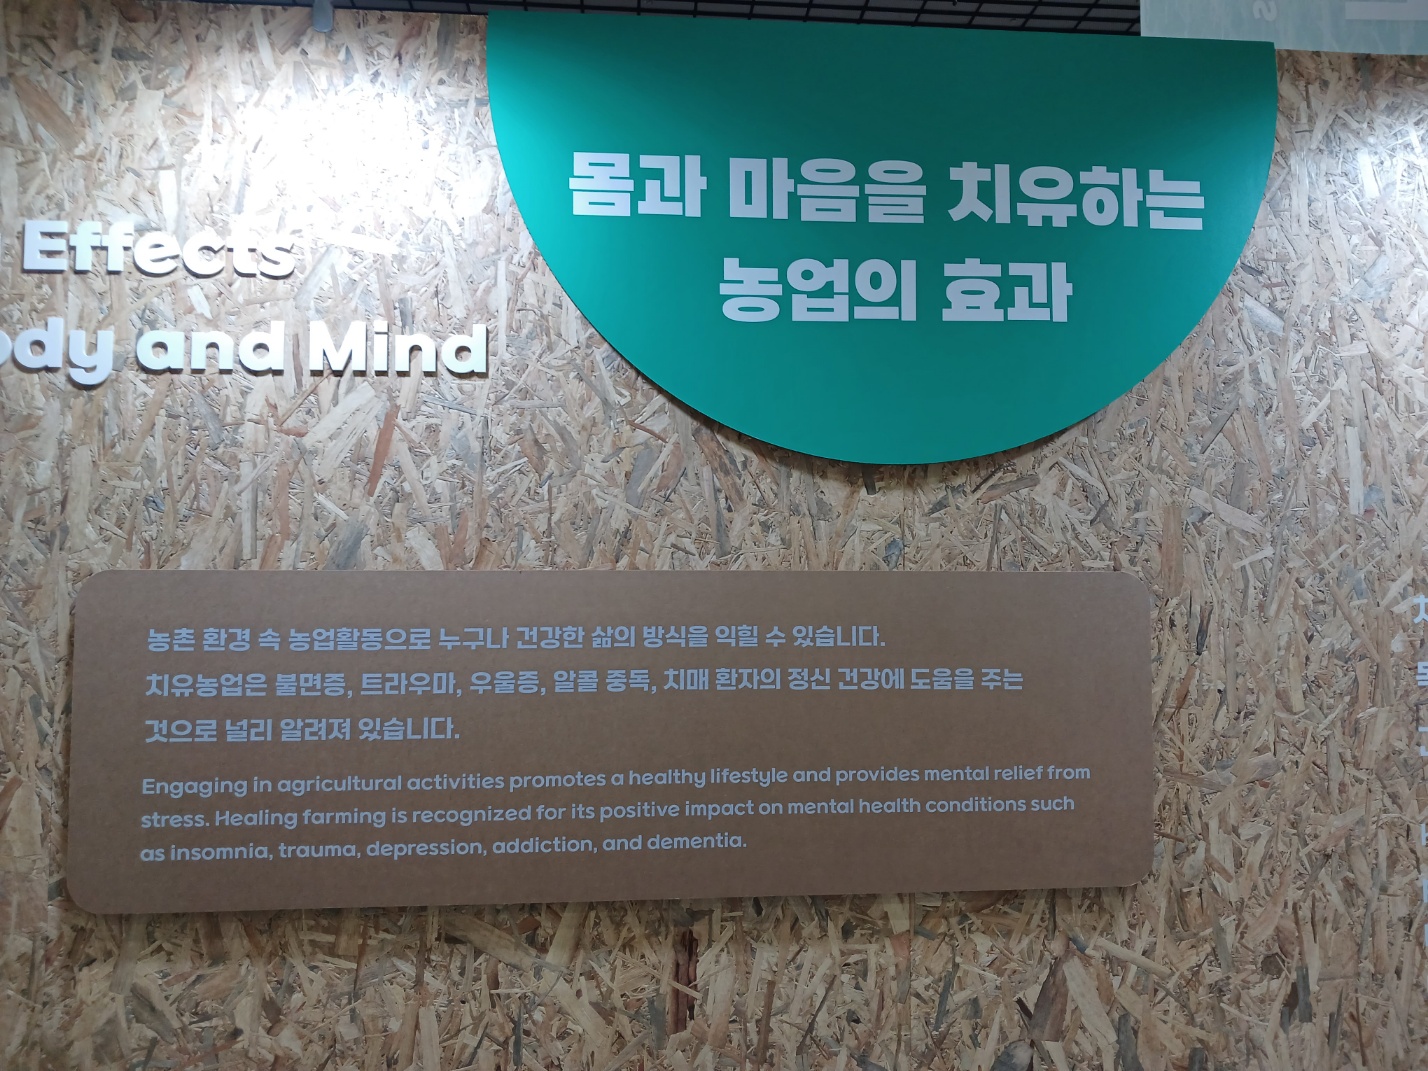 Effects
ody and Mind
몸과 마음을 치유하는
농업의 효과
농촌 환경 속 농업활동으로 누구나 건강한 삶의 방식을 익힐 수 있습니다.
치유농업은 불면증, 트라우마, 우울증, 알콜 중독, 치매 환자의 정신 건강에 도움을 주는
것으로 널리 알려져 있습니다.
Engaging in agricultural activities promotes a healthy lifestyle and provides mental relief from
stress. Healing farming is recognized for its positive impact on mental health conditions such
as insomnia, trauma, depression, addiction, and dementia.